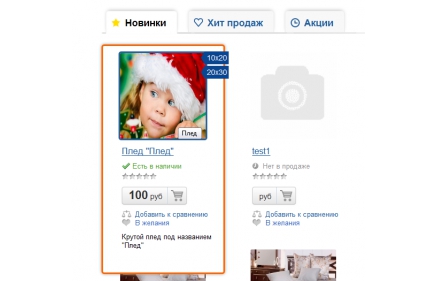 Новинки
Хит продаж
Акции
10x20
20x30
Плед
Плед "Плед"
Есть в наличии
100 руб
Добавить к сравнению
В желания
Крутой плед под названием
"Плед"
test1
Нет в продаже
руб
Добавить к сравнению
В желания